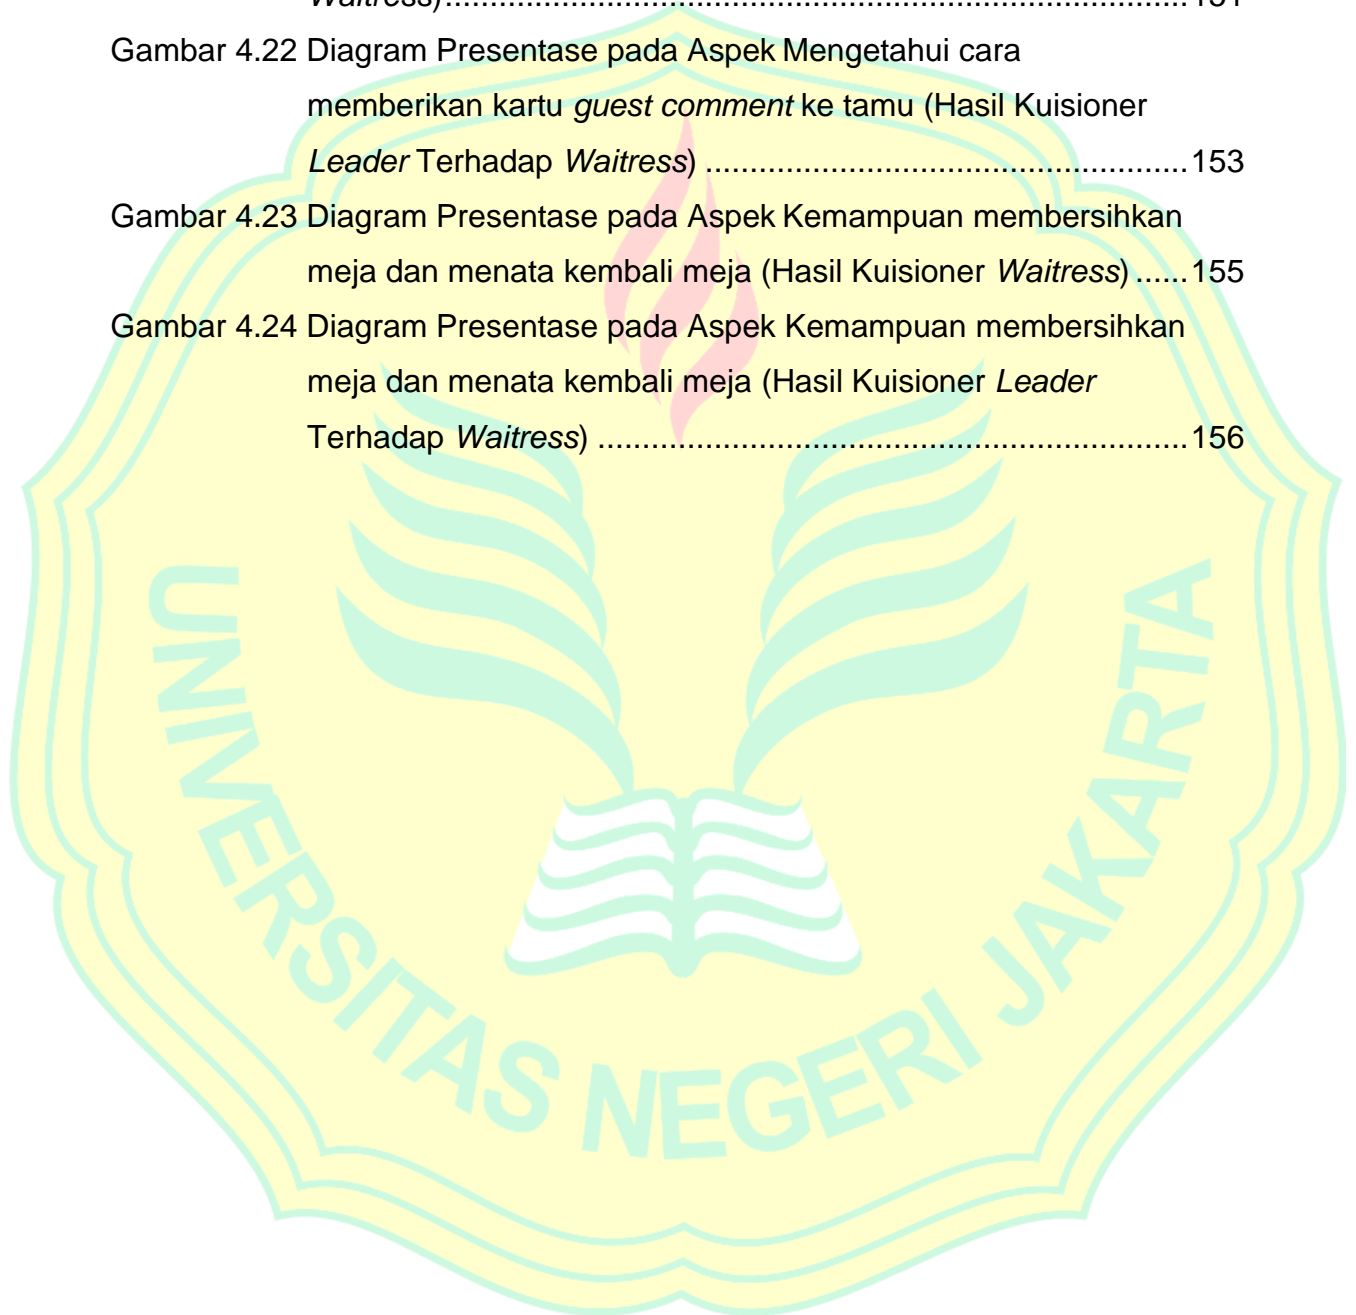 Waitress)....................................................................................151
Gambar 4.22 Diagram Presentase pada Aspek Mengetahui cara
memberikan kartu guest comment ke tamu (Hasil Kuisioner
Leader Terhadap Waitress) ......................................................153
Gambar 4.23 Diagram Presentase pada Aspek Kemampuan membersihkan
meja dan menata kembali meja (Hasil Kuisioner Waitress) ......155
Gambar 4.24 Diagram Presentase pada Aspek Kemampuan membersihkan
meja dan menata kembali meja (Hasil Kuisioner Leader
Terhadap Waitress) ..................................................................156
UNIVERSITAS NEGERI JAKARTA